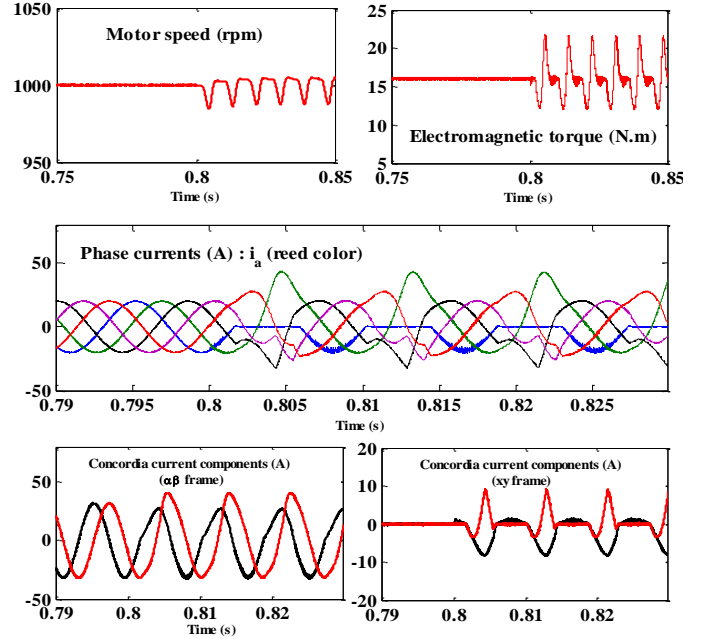 1050
Motor speed (rpm)
1000
950
0.75 0.8 0.85
Time (s)
25
20
15
10
5
Electromagnetic torque (N.m)
0.75 0.8 0.85
Time (s)
Phase currents (A) : i_a (reed color)
50
0
-50
0.79 0.795 0.8 0.805 0.81 0.815 0.82 0.825
Time (s)
50
Concordia current components (A)
(αβ frame)
0
-50
0.79 0.8 0.81 0.82
Time (s)
20
Concordia current components (A)
(xy frame)
10
0
-10
-20
0.79 0.8 0.81 0.82
Time (s)